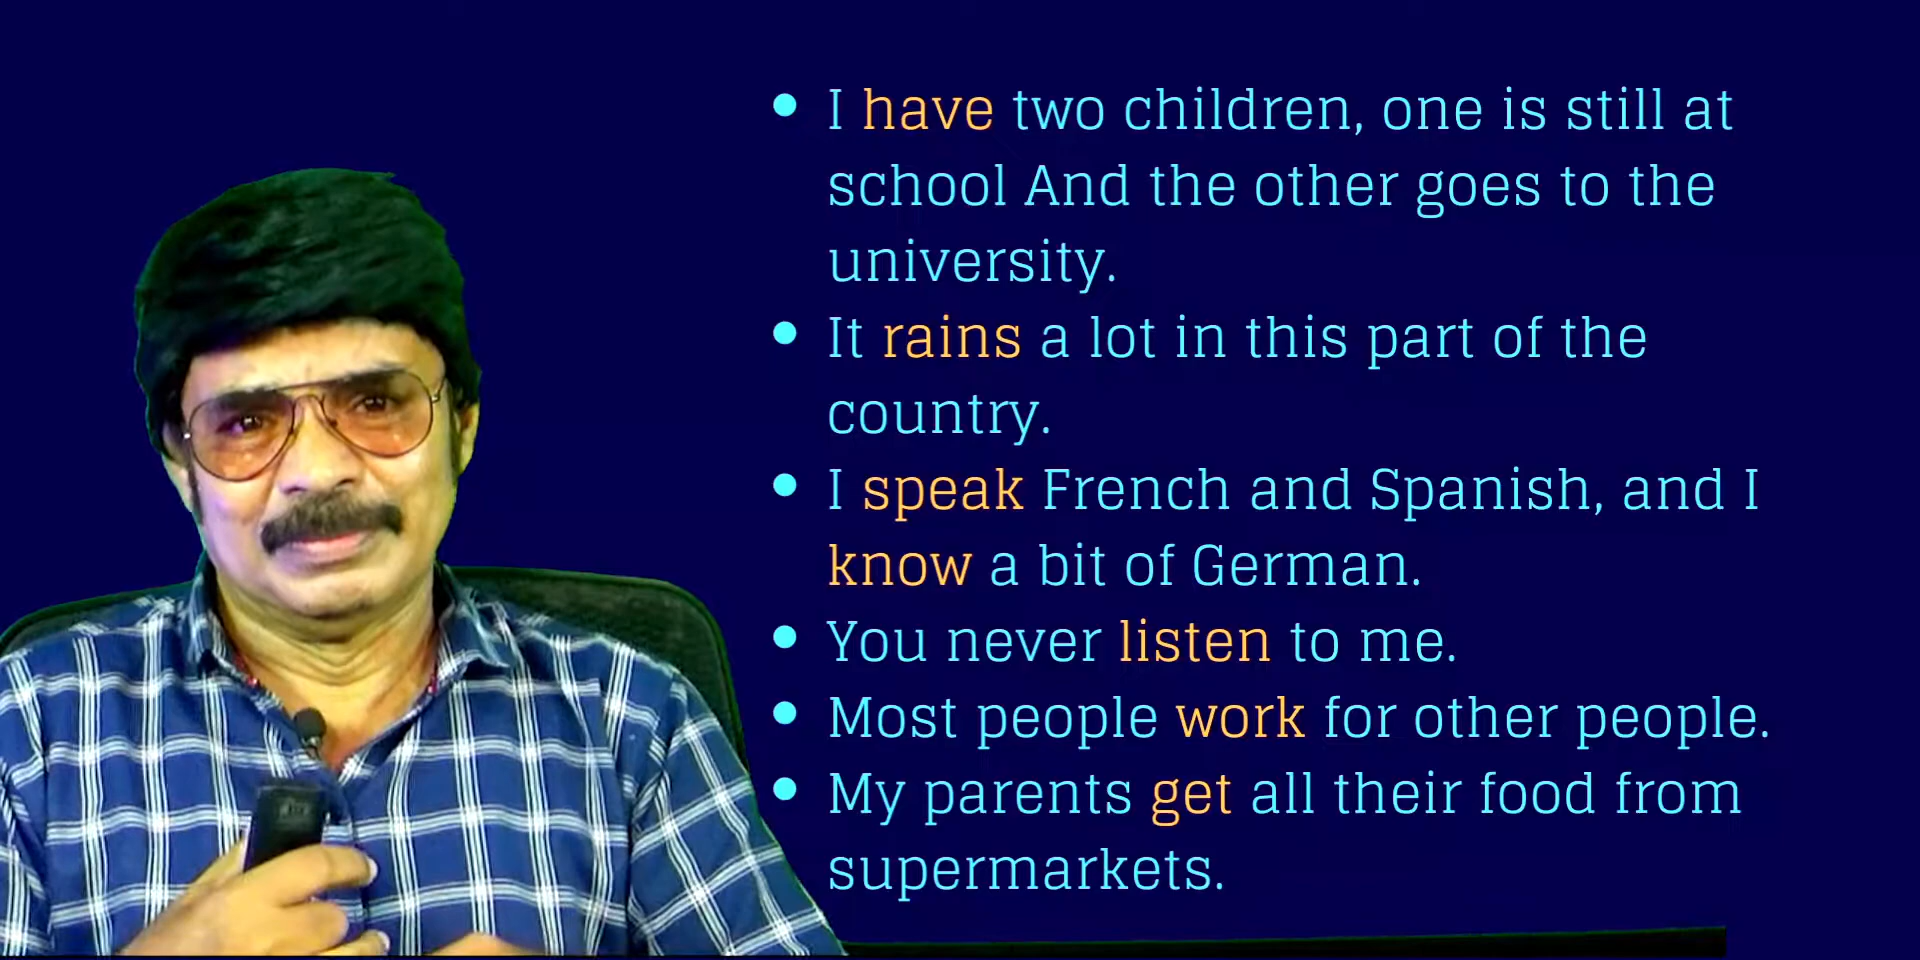 • I have two children, one is still at
school And the other goes to the
university.
• It rains a lot in this part of the
country.
• I speak French and Spanish, and I
know a bit of German.
• You never listen to me.
• Most people work for other people.
• My parents get all their food from
supermarkets.